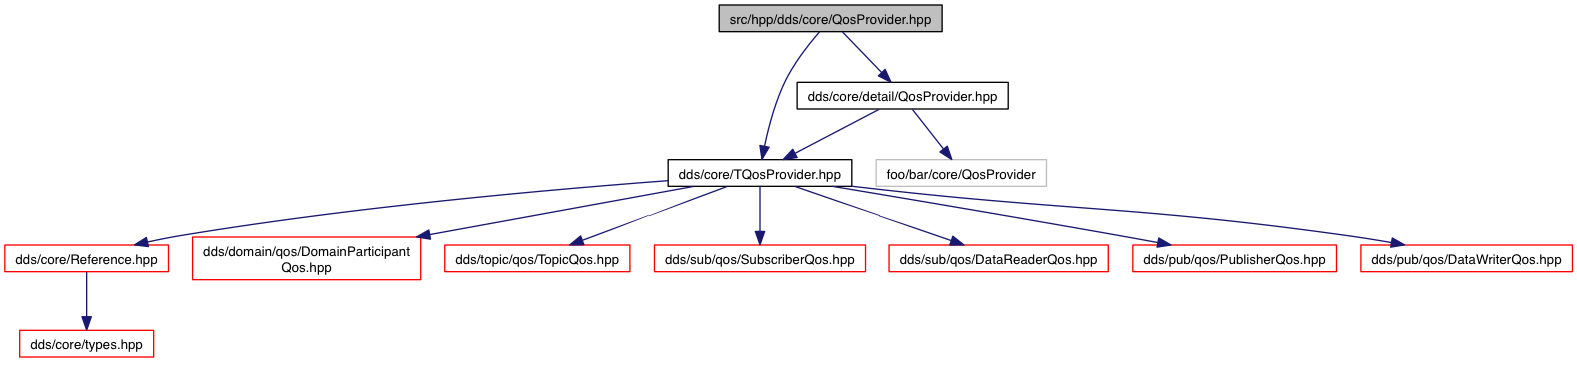 src/hpp/dds/core/QosProvider.hpp
dds/core/detail/QosProvider.hpp
dds/core/TQosProvider.hpp
foo/bar/core/QosProvider
dds/core/Reference.hpp
dds/domain/qos/DomainParticipant
Qos.hpp
dds/topic/qos/TopicQos.hpp
dds/sub/qos/SubscriberQos.hpp
dds/sub/qos/DataReaderQos.hpp
dds/pub/qos/PublisherQos.hpp
dds/pub/qos/DataWriterQos.hpp
dds/core/types.hpp